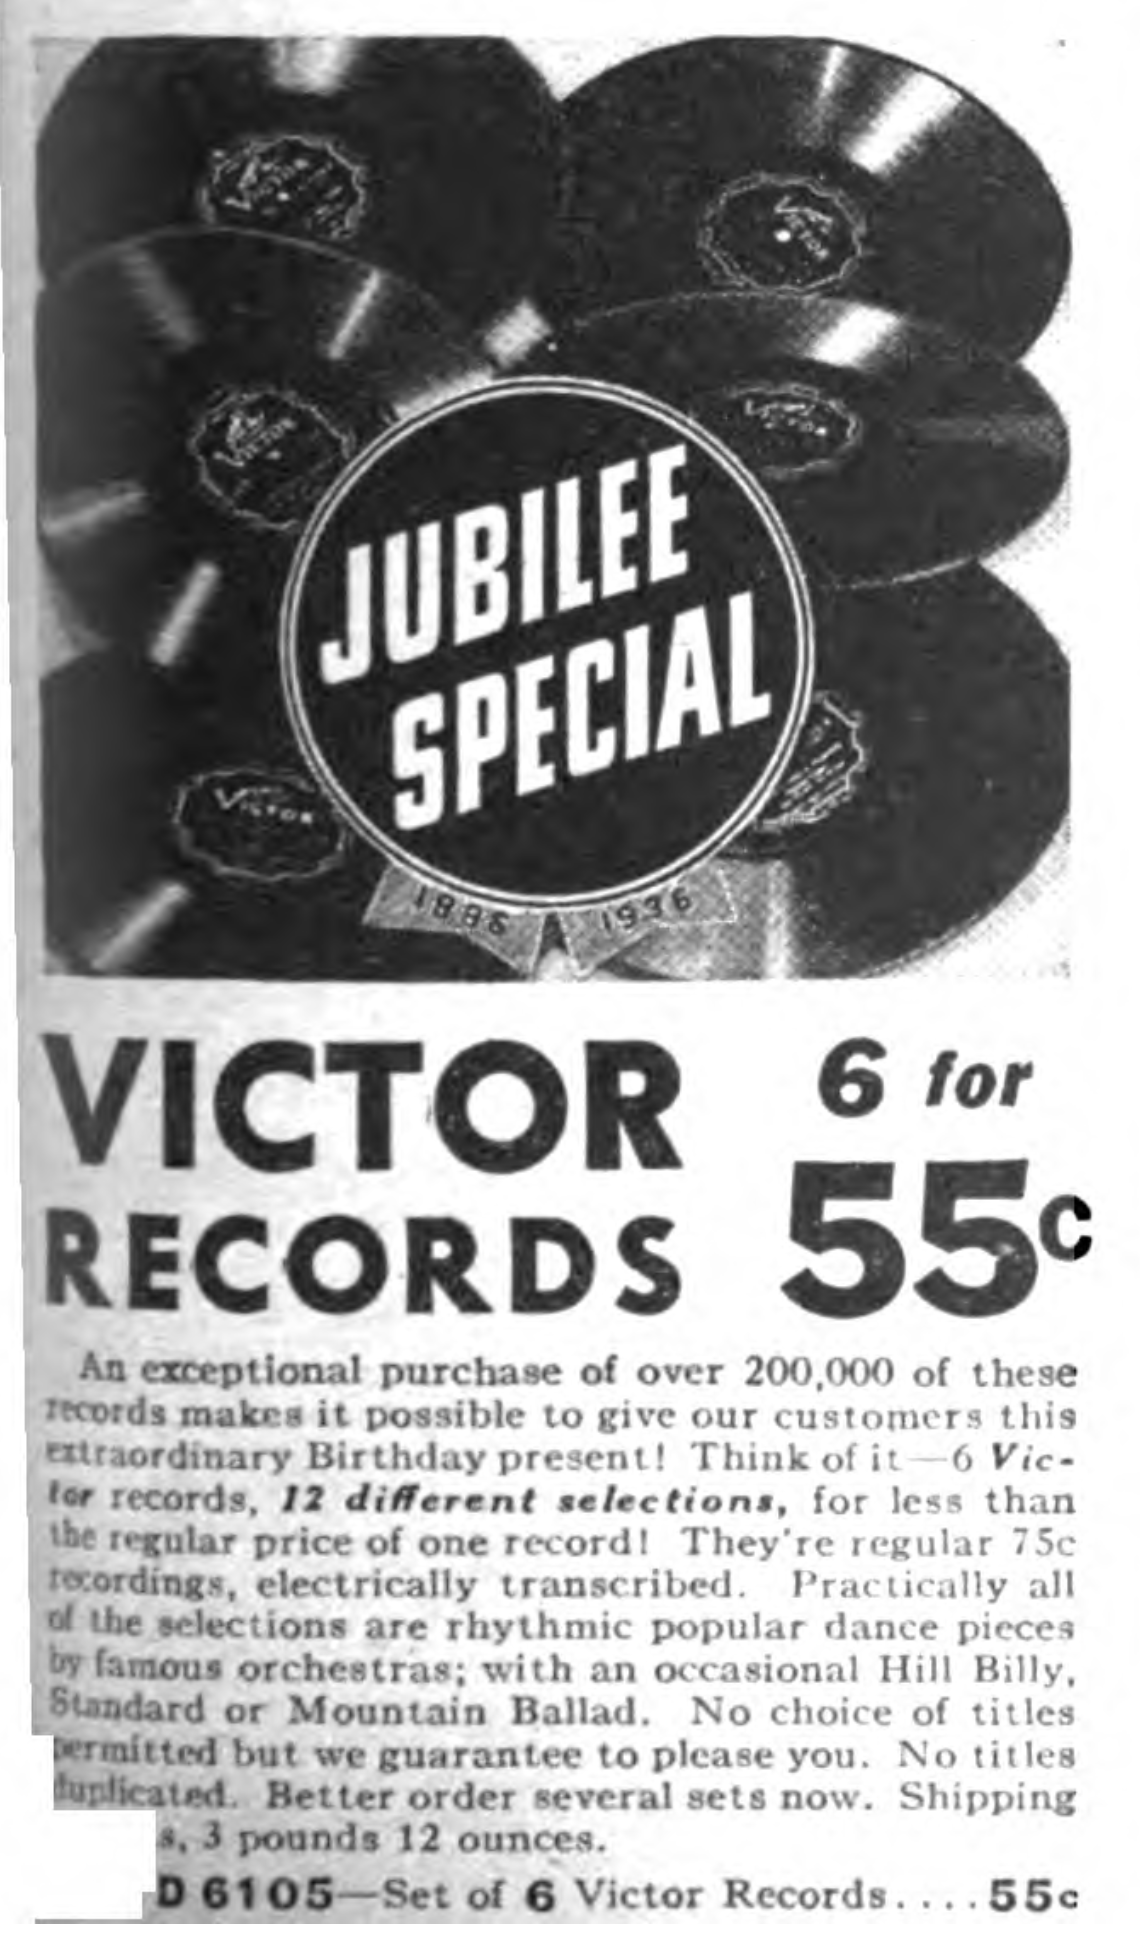 VICTOR
VICTOR
VICTOR
VICTOR
JUBILEE
SPECIAL
VICTOR
1886 1936
VICTOR 6 for
RECORDS 55c
An exceptional purchase of over 200,000 of these
records makes it possible to give our customers this
extraordinary Birthday present! Think of it—6 Vic-
tor records, 12 different selections, for less than
the regular price of one record! They're regular 75c
recordings, electrically transcribed. Practically all
of the selections are rhythmic popular dance pieces
by famous orchestras; with an occasional Hill Billy,
Standard or Mountain Ballad. No choice of titles
permitted but we guarantee to please you. No titles
duplicated. Better order several sets now. Shipping
s, 3 pounds 12 ounces.
D 6105—Set of 6 Victor Records....55c